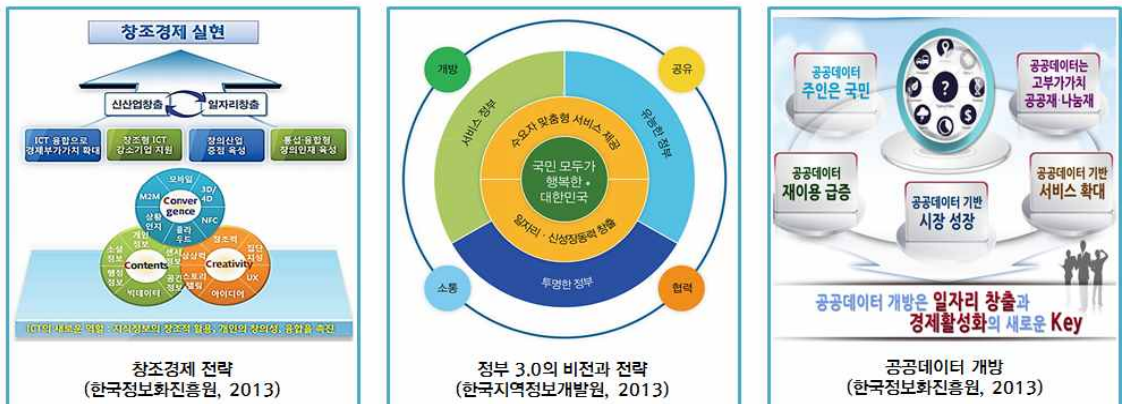 창조경제 실현
신산업창출
일자리창출
ICT 융합으로
경제부가가치 확대
창조형 ICT
강소기업 지원
창의산업
중점 육성
통섭·융합형
창의인재 육성
모바일
3D/
4D
M2M
Conver
gence
상황
인지
NFC
클라
우드
개인
정보
소셜
정보
센서
정보
Contents
행정
정보
공간
정보
빅데이터
창조력
집단
지성
상상력
Creativity
스토리
텔링
UX
아이디어
ICT의 새로운 역할 : 지식정보의 창조적 활용, 개인의 창의성, 융합을 촉진
창조경제 전략
(한국정보화진흥원, 2013)
개방
공유
서비스 정부
유능한 정부
수요자 맞춤형 서비스 제공
국민 모두가
행복한
대한민국
일자리·신성장동력 창출
투명한 정부
소통
협력
정부 3.0의 비전과 전략
(한국지역정보개발원, 2013)
공공데이터
주인은 국민
?
$
공공데이터는
고부가가치
공공재·나눔재
공공데이터
재이용 급증
공공데이터 기반
시장 성장
공공데이터 기반
서비스 확대
공공데이터 개방은 일자리 창출과
경제활성화의 새로운 Key
공공데이터 개방
(한국정보화진흥원, 2013)